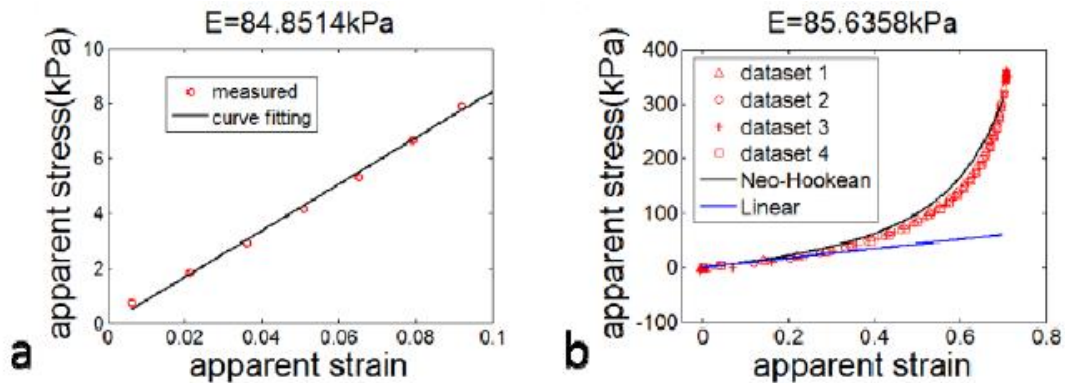 E=84.8514kPa
apparent stress(kPa)
10
8
6
4
2
0
measured
curve fitting
0 0.02 0.04 0.06 0.08 0.1
apparent strain
a
E=85.6358kPa
apparent stress(kPa)
400
300
200
100
0
-100
dataset 1
dataset 2
dataset 3
dataset 4
Neo-Hookean
Linear
0 0.2 0.4 0.6 0.8
apparent strain
b